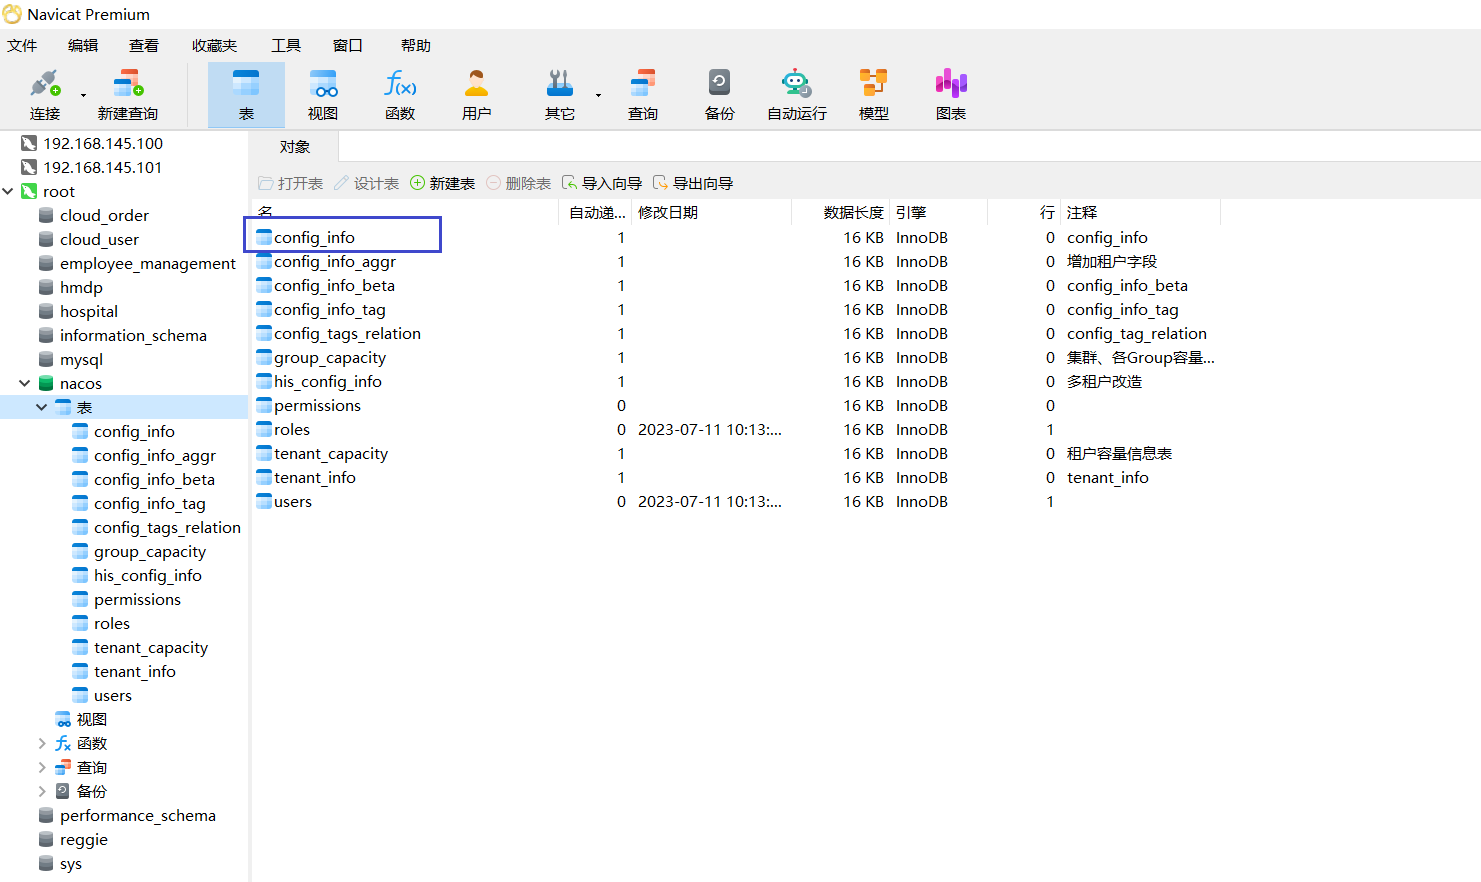 Navicat Premium
文件 编辑 查看 收藏夹 工具 窗口 帮助
连接 新建查询 表 视图 函数 用户 其它 查询 备份 自动运行 模型 图表
192.168.145.100
192.168.145.101
root
cloud_order
cloud_user
employee_management
hmdp
hospital
information_schema
mysql
nacos
表
config_info
config_info_aggr
config_info_beta
config_info_tag
config_tags_relation
group_capacity
his_config_info
permissions
roles
tenant_capacity
tenant_info
users
视图
函数
查询
备份
performance_schema
reggie
sys
对象
打开表 设计表 新建表 删除表 导入向导 导出向导
名 自动递... 修改日期 数据长度 引擎 行 注释
config_info 1 16 KB InnoDB 0 config_info
config_info_aggr 1 16 KB InnoDB 0 增加租户字段
config_info_beta 1 16 KB InnoDB 0 config_info_beta
config_info_tag 1 16 KB InnoDB 0 config_info_tag
config_tags_relation 1 16 KB InnoDB 0 config_tag_relation
group_capacity 1 16 KB InnoDB 0 集群、各Group容量...
his_config_info 1 16 KB InnoDB 0 多租户改造
permissions 0 16 KB InnoDB 0
roles 0 2023-07-11 10:13:... 16 KB InnoDB 1
tenant_capacity 1 16 KB InnoDB 0 租户容量信息表
tenant_info 1 16 KB InnoDB 0 tenant_info
users 0 2023-07-11 10:13:... 16 KB InnoDB 1